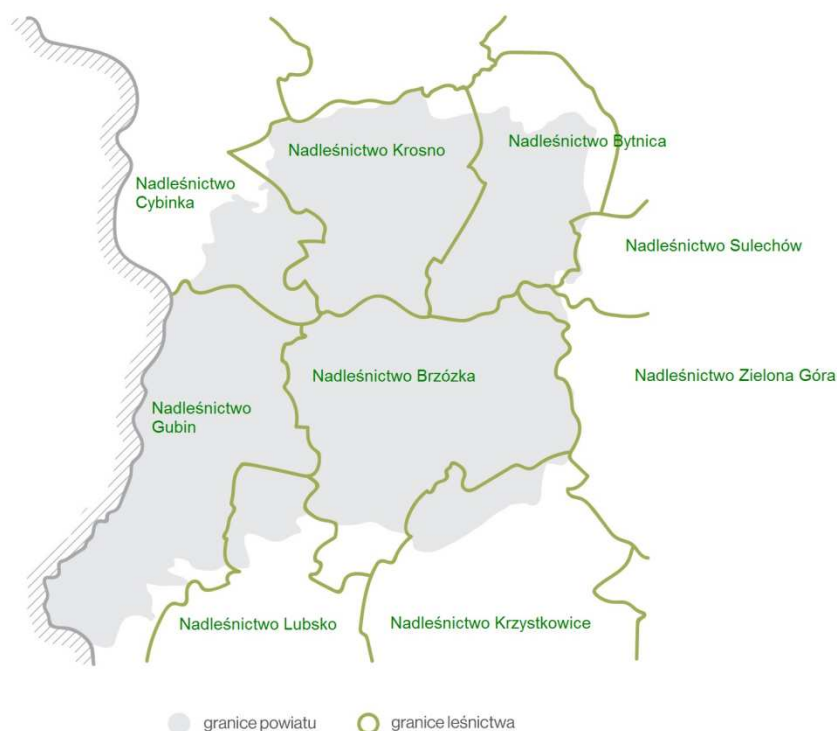 Nadleśnictwo Krosno
Nadleśnictwo Bytnica
Nadleśnictwo
Cybinka
Nadleśnictwo Sulechów
Nadleśnictwo Brzózka
Nadleśnictwo Zielona Góra
Nadleśnictwo
Gubin
Nadleśnictwo Lubsko
Nadleśnictwo Krzystkowice
granice powiatu
granice leśnictwa